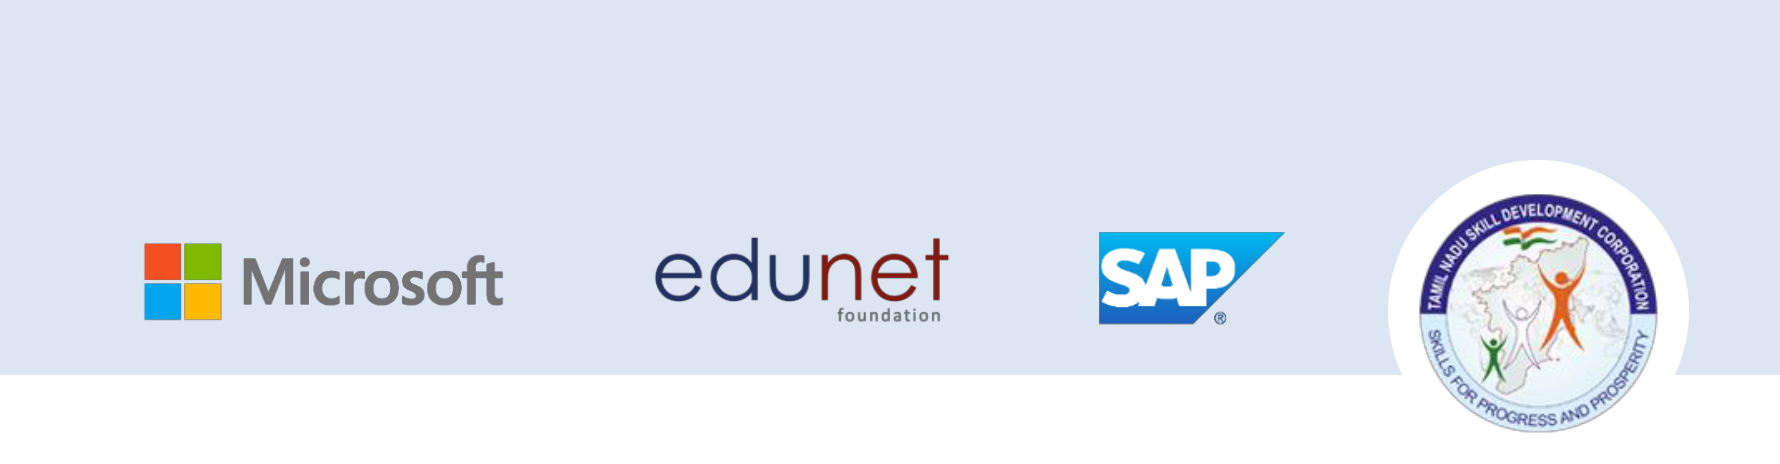 Microsoft
edunet
foundation
SAP
®
TAMIL NADU SKILL DEVELOPMENT CORPORATION
SKILLS FOR PROGRESS AND PROSPERITY